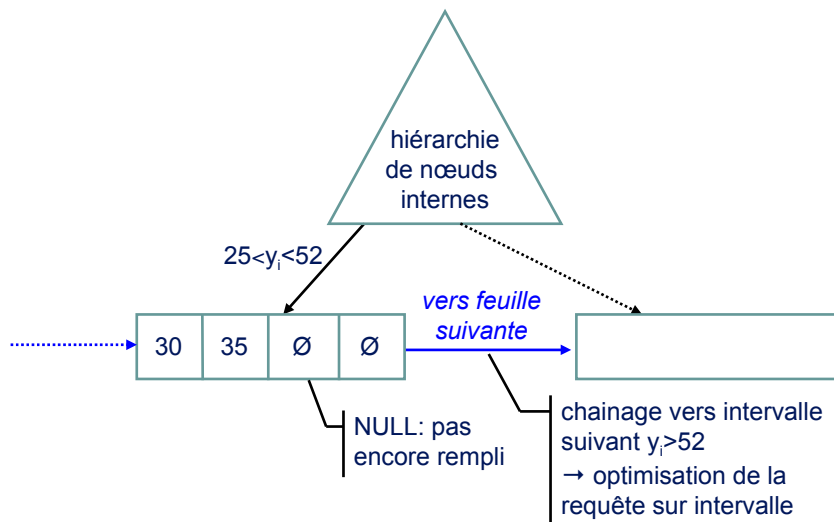 hiérarchie
de nœuds
internes
25<yᵢ<52
vers feuille
suivante
30 35 Ø Ø
NULL: pas
encore rempli
chainage vers intervalle
suivant yᵢ>52
→ optimisation de la
requête sur intervalle